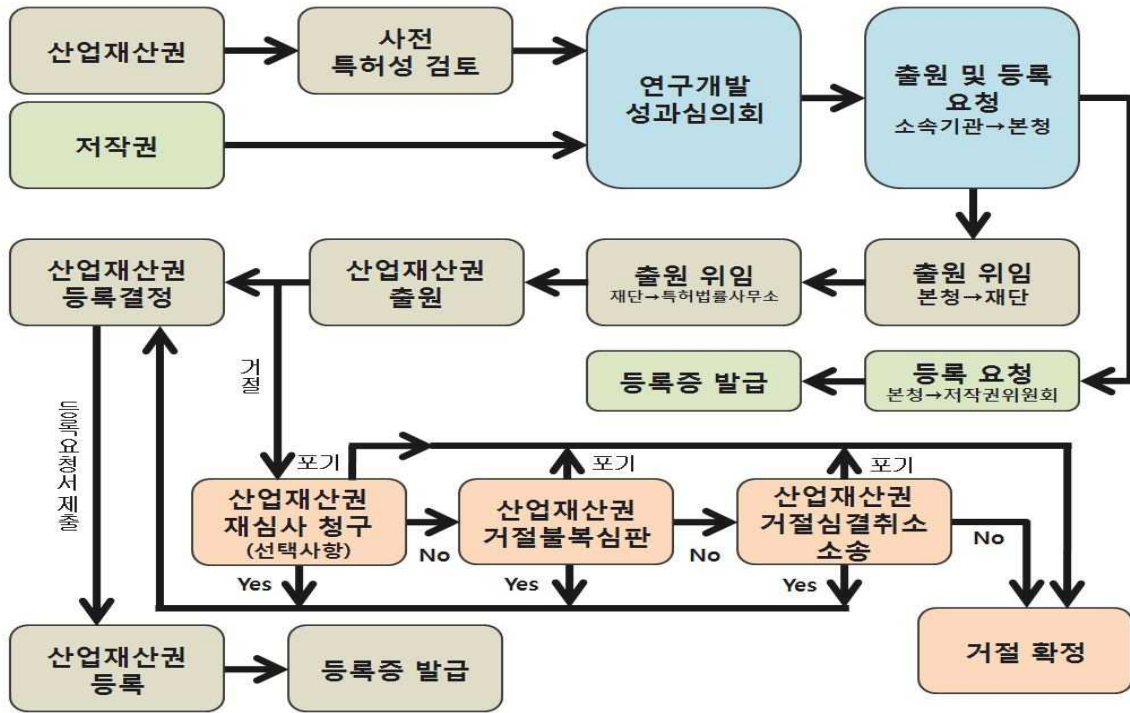 산업재산권
사전
특허성 검토
연구개발
성과심의회
출원 및 등록
요청
소속기관→본청
저작권
산업재산권
등록결정
산업재산권
출원
출원 위임
재단→특허법률사무소
출원 위임
본청→재단
거절
등록증 발급
등록 요청
본청→저작권위원회
등록요청서제출
포기
포기
포기
산업재산권
재심사 청구
(선택사항)
No
산업재산권
거절불복심판
No
산업재산권
거절심결취소
소송
No
Yes
Yes
Yes
산업재산권
등록
등록증 발급
거절 확정